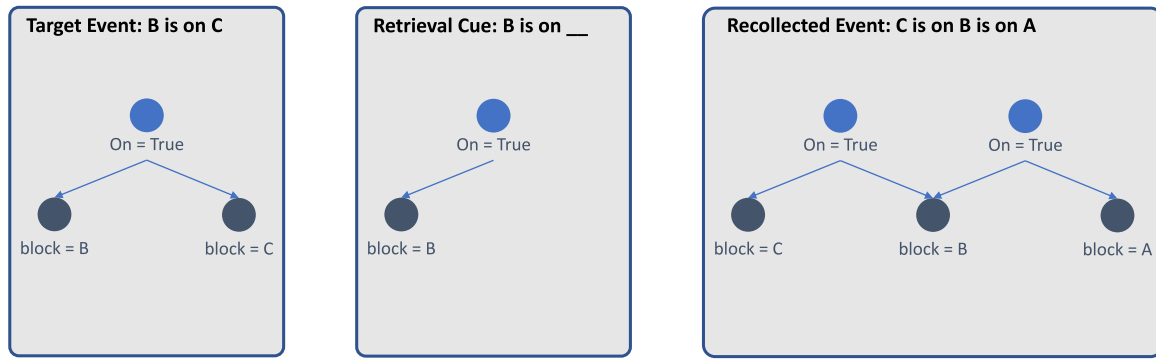 Target Event: B is on C
On = True
block = B
block = C
Retrieval Cue: B is on __
On = True
block = B
Recollected Event: C is on B is on A
On = True
On = True
block = C
block = B
block = A